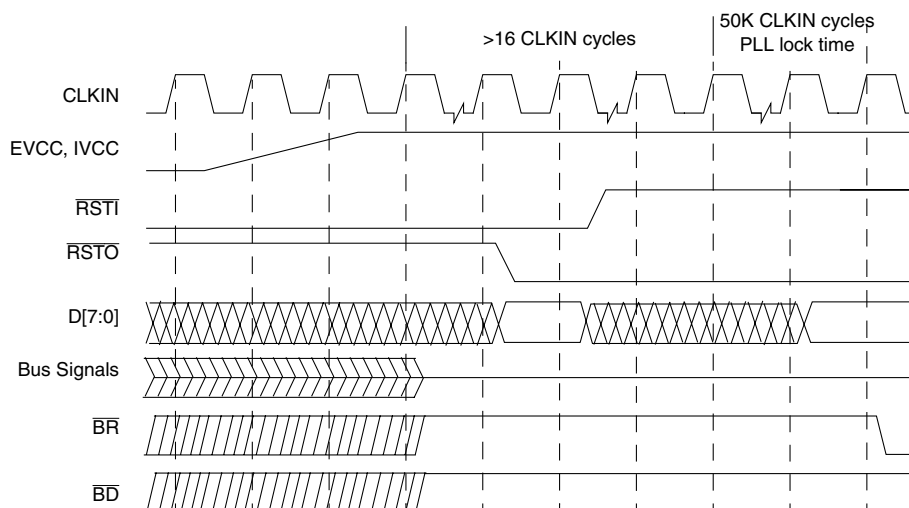 >16 CLKIN cycles
50K CLKIN cycles
PLL lock time
CLKIN
EVCC, IVCC
RSTI
RSTO
D[7:0]
Bus Signals
BR
BD